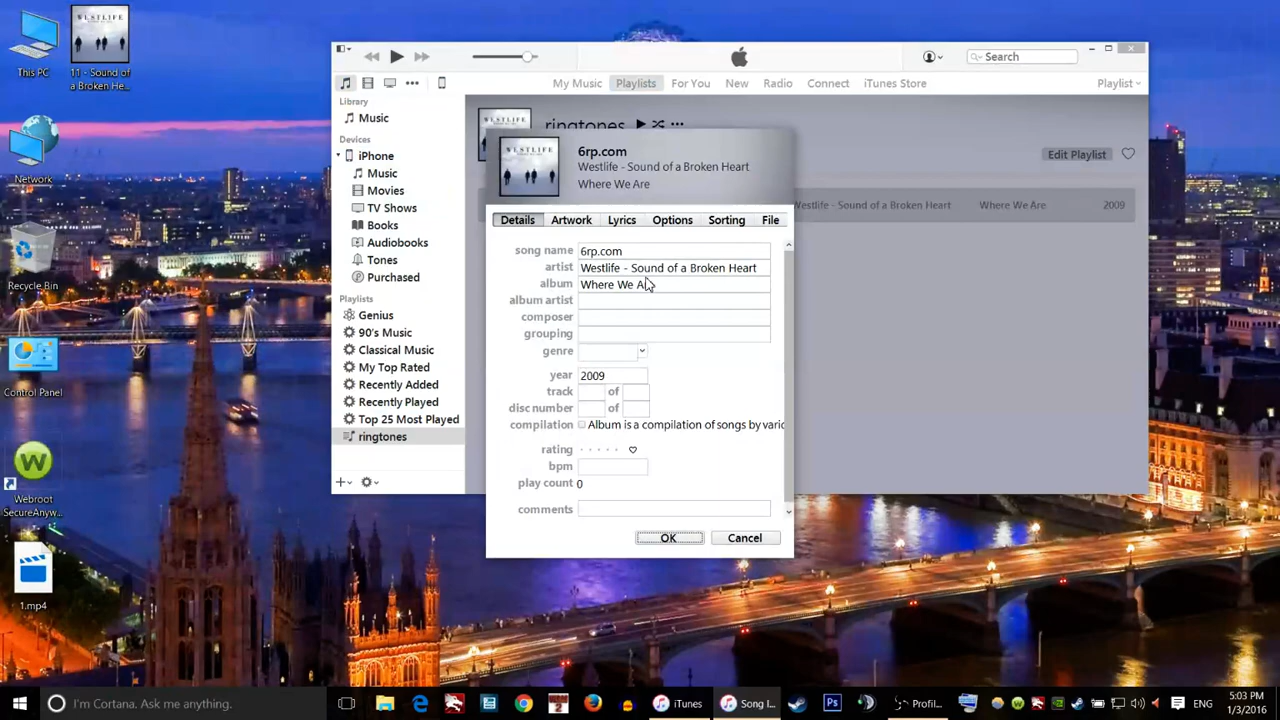 This PC
WESTLIFE
11 - Sound of
a Broken He...
Network
Recycle Bin
Control Panel
W
Webroot
SecureAnyw...
1.mp4
Search
My Music
Playlists
For You
New
Radio
Connect
iTunes Store
Playlist
Library
Music
Devices
iPhone
Music
Movies
TV Shows
Books
Audiobooks
Tones
Purchased
Playlists
Genius
90's Music
Classical Music
My Top Rated
Recently Added
Recently Played
Top 25 Most Played
ringtones
WESTLIFE
ringtones
Edit Playlist
Westlife - Sound of a Broken Heart
Where We Are
2009
WESTLIFE
6rp.com
Westlife - Sound of a Broken Heart
Where We Are
Details
Artwork
Lyrics
Options
Sorting
File
song name 6rp.com
artist Westlife - Sound of a Broken Heart
album Where We A
album artist
composer
grouping
genre
year 2009
track of
disc number of
compilation Album is a compilation of songs by vario
rating
bpm
play count 0
comments
OK
Cancel
I'm Cortana. Ask me anything.
2
iTunes
Song I...
Ps
Profil...
ENG
5:03 PM
1/3/2016